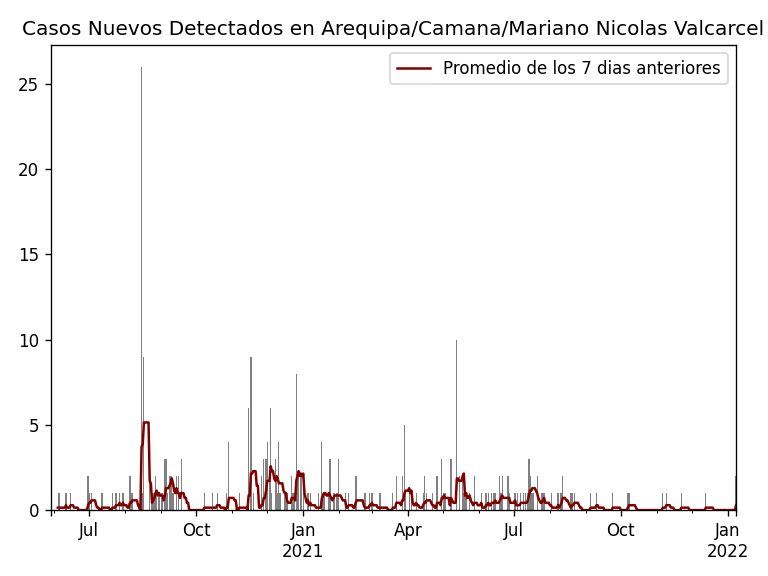 Casos Nuevos Detectados en Arequipa/Camana/Mariano Nicolas Valcarcel
Promedio de los 7 dias anteriores
25
20
15
10
5
0
Jul Oct Jan Apr Jul Oct Jan
2021 2022